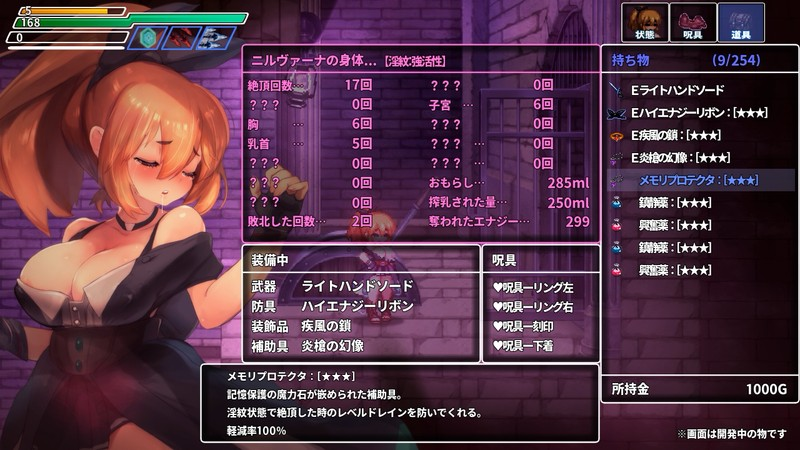 5
168
0
状態
呪具
道具
ニルヴァーナの身体… [淫紋:強活性]
絶頂回数… 17回
？？？ 0回
？？？ 0回
子宮 … 6回
胸 … 6回
？？？ 0回
乳首 … 5回
？？？ … 0回
？？？ 0回
？？？ … 0回
？？？ 0回
おもらし… 285ml
？？？ 0回
搾乳された量… 250ml
敗北した回数… 2回
奪われたエナジー… 299
持ち物 (9/254)
E ライトハンドソード
E ハイエナジーリボン：[★★★]
E 疾風の鎖：[★★★]
E 炎槍の幻像：[★★★]
メモリプロテクタ：[★★★]
鎮静薬：[★★★]
興奮薬：[★★★]
鎮静薬：[★★★]
興奮薬：[★★★]
装備中
武器 ライトハンドソード
防具 ハイエナジーリボン
装飾品 疾風の鎖
補助具 炎槍の幻像
呪具
♥呪具ーリング左
♥呪具ーリング右
♥呪具ー刻印
♥呪具ー下着
メモリプロテクタ：[★★★]
記憶保護の魔力石が嵌められた補助具。
淫紋状態で絶頂した時のレベルドレインを防いでくれる。
軽減率100%
所持金 1000G
※画面は開発中の物です